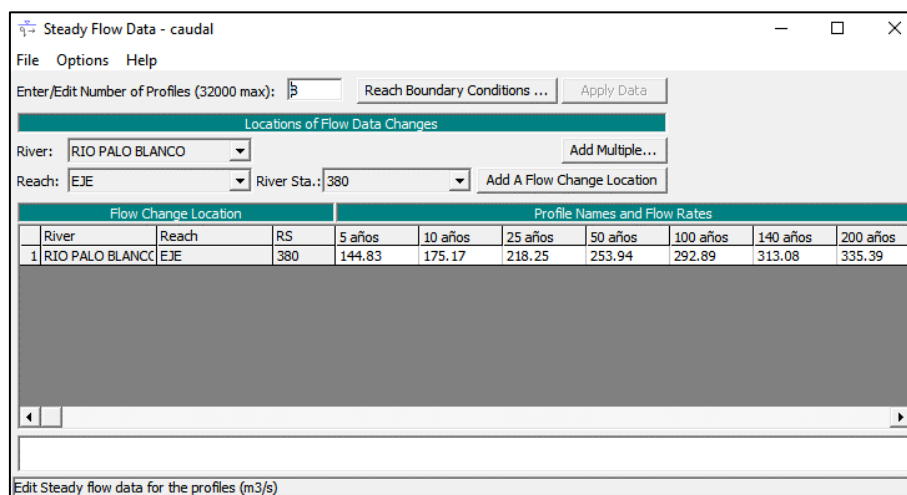 Steady Flow Data - caudal
File Options Help
Enter/Edit Number of Profiles (32000 max): 8 Reach Boundary Conditions ... Apply Data
Locations of Flow Data Changes
River: RIO PALO BLANCO Add Multiple...
Reach: EJE River Sta.: 380 Add A Flow Change Location
Flow Change Location Profile Names and Flow Rates
River Reach RS 5 años 10 años 25 años 50 años 100 años 140 años 200 años
1 RIO PALO BLANCO EJE 380 144.83 175.17 218.25 253.94 292.89 313.08 335.39
Edit Steady flow data for the profiles (m3/s)